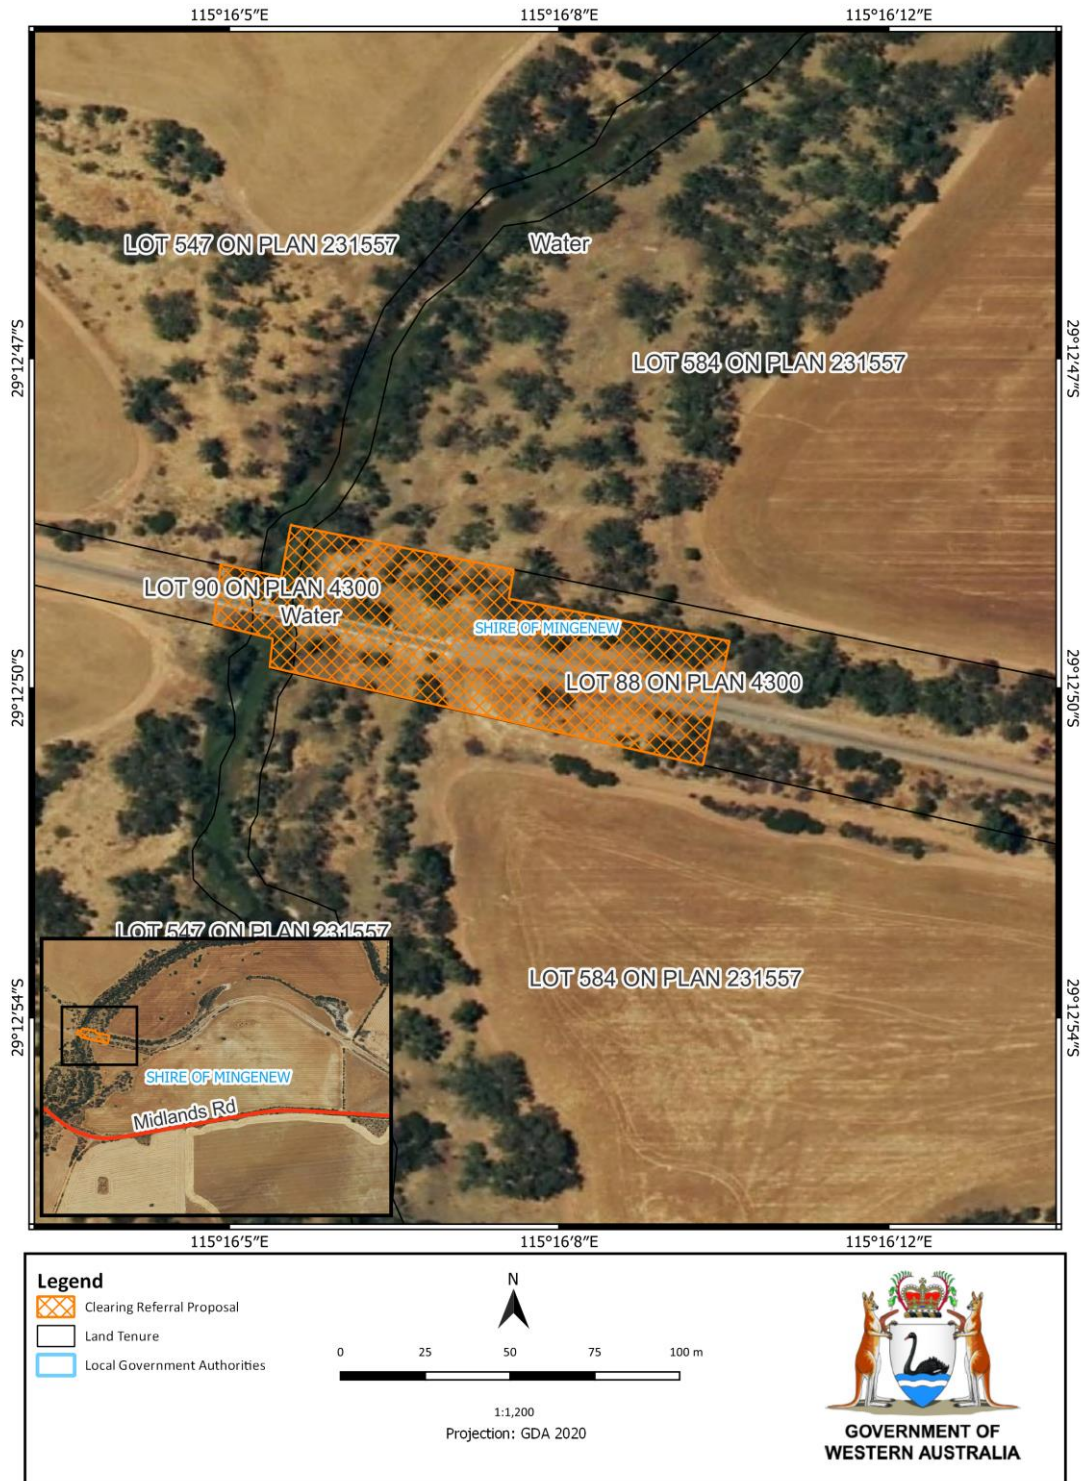 115°16'5"E
115°16'8"E
115°16'12"E
LOT 547 ON PLAN 231557
Water
29°12'47"S
LOT 584 ON PLAN 231557
29°12'47"S
LOT 90 ON PLAN 4300
Water
SHIRE OF MINGENEW
29°12'50"S
LOT 88 ON PLAN 4300
29°12'50"S
LOT 547 ON PLAN 231557
LOT 584 ON PLAN 231557
29°12'54"S
29°12'54"S
SHIRE OF MINGENEW
Midlands Rd
115°16'5"E
115°16'8"E
115°16'12"E
Legend
Clearing Referral Proposal
Land Tenure
Local Government Authorities
N
0 25 50 75 100 m
1:1,200
Projection: GDA 2020
GOVERNMENT OF
WESTERN AUSTRALIA